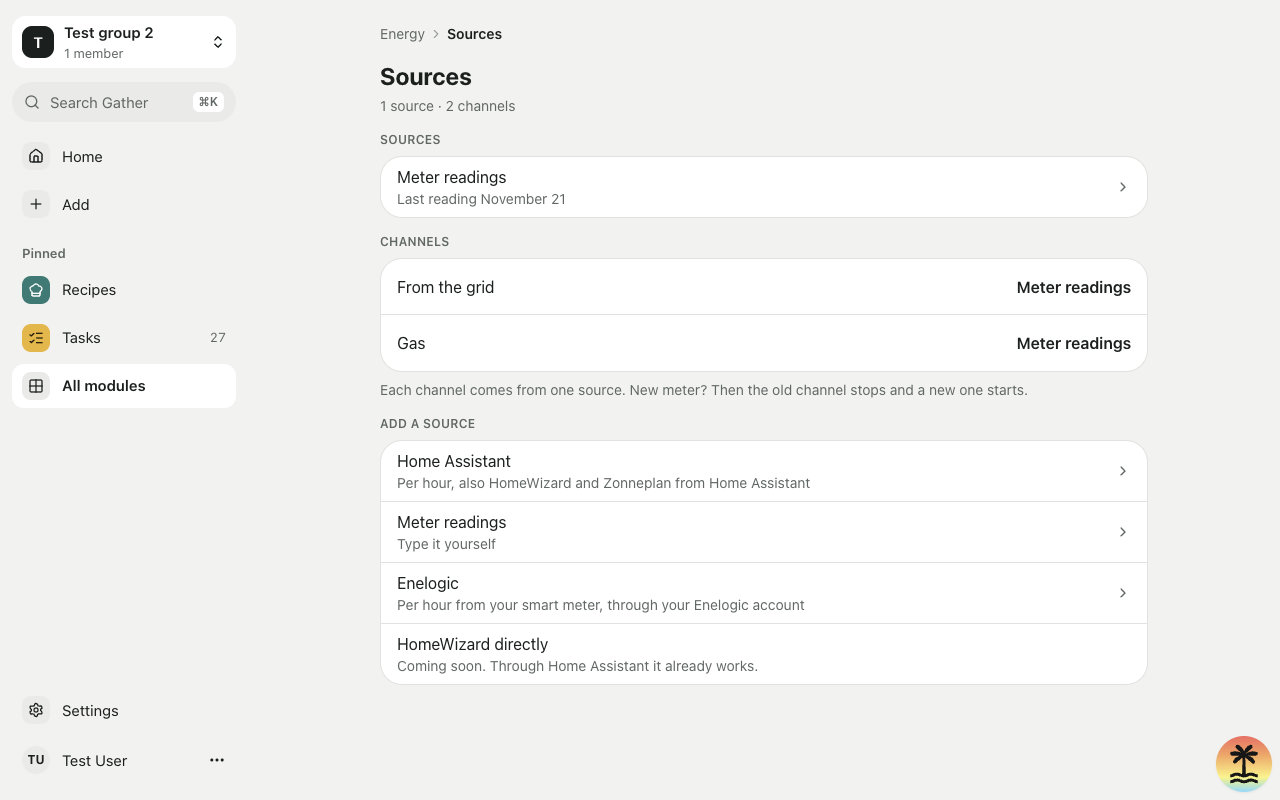 T
Test group 2
1 member
Search Gather
⌘K
Home
Add
Pinned
Recipes
Tasks
27
All modules
Settings
TU
Test User
Energy
Sources
Sources
1 source · 2 channels
SOURCES
Meter readings
Last reading November 21
CHANNELS
From the grid
Meter readings
Gas
Meter readings
Each channel comes from one source. New meter? Then the old channel stops and a new one starts.
ADD A SOURCE
Home Assistant
Per hour, also HomeWizard and Zonneplan from Home Assistant
Meter readings
Type it yourself
Enelogic
Per hour from your smart meter, through your Enelogic account
HomeWizard directly
Coming soon. Through Home Assistant it already works.